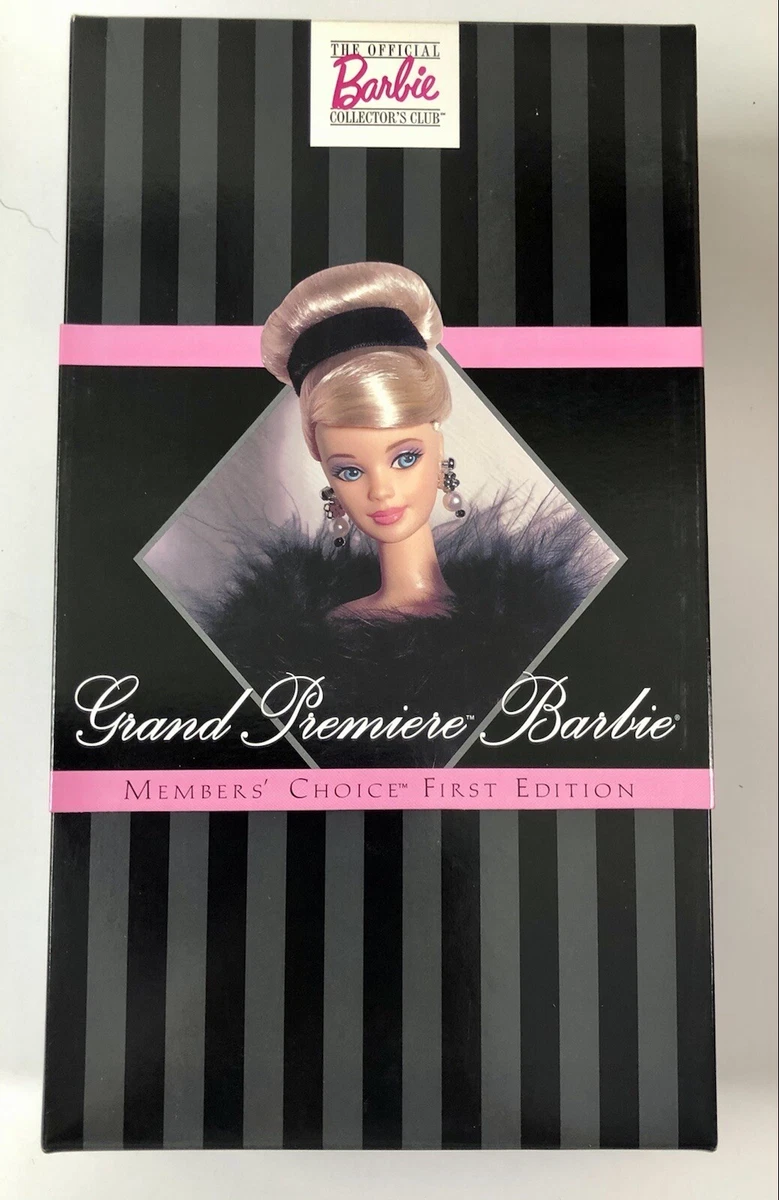 THE OFFICIAL
Barbie
COLLECTOR'S CLUB™
Grand Premiere™ Barbie®
MEMBERS' CHOICE™ FIRST EDITION